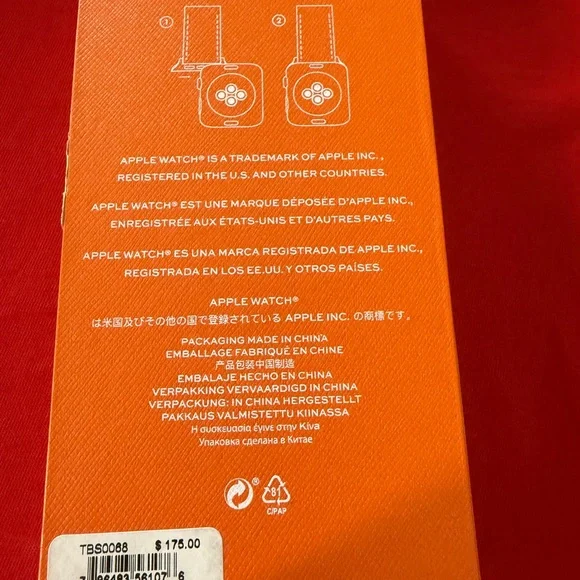 1 2
APPLE WATCH® IS A TRADEMARK OF APPLE INC.,
REGISTERED IN THE U.S. AND OTHER COUNTRIES.
APPLE WATCH® EST UNE MARQUE DÉPOSÉE D'APPLE INC.,
ENREGISTRÉE AUX ÉTATS-UNIS ET D'AUTRES PAYS.
APPLE WATCH® ES UNA MARCA REGISTRADA DE APPLE INC.,
REGISTRADA EN LOS EE.UU. Y OTROS PAÍSES.
APPLE WATCH®
は米国及びその他の国で登録されている APPLE INC. の商標です.
PACKAGING MADE IN CHINA
EMBALLAGE FABRIQUÉ EN CHINE
产品包装中国制造
EMBALAJE HECHO EN CHINA
VERPAKKING VERVAARDIGD IN CHINA
VERPACKUNG: IN CHINA HERGESTELLT
PAKKAUS VALMISTETTU KIINASSA
Η συσκευασία έγινε στην Kíva
Упаковка сделана в Китае
® 81
C/PAP
TBS0068 $ 175.00
796483 56107 6